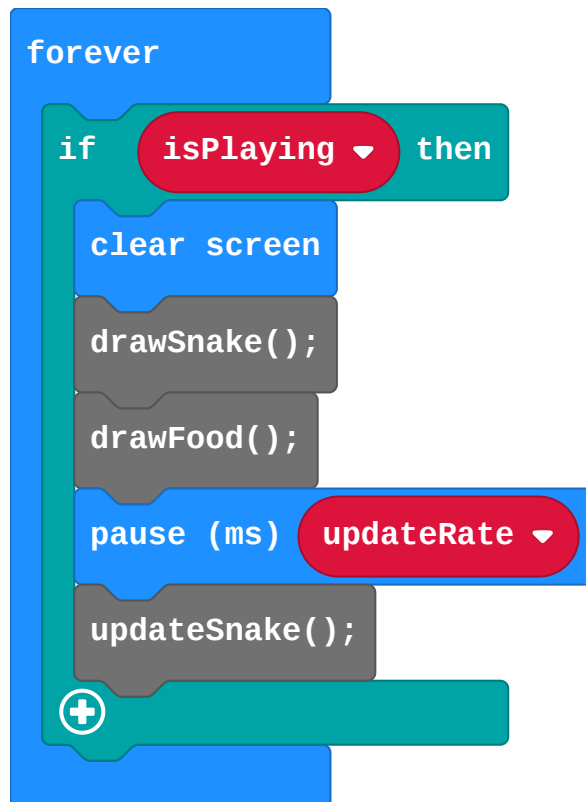 forever
if isPlaying then
clear screen
drawSnake();
drawFood();
pause (ms) updateRate
updateSnake();